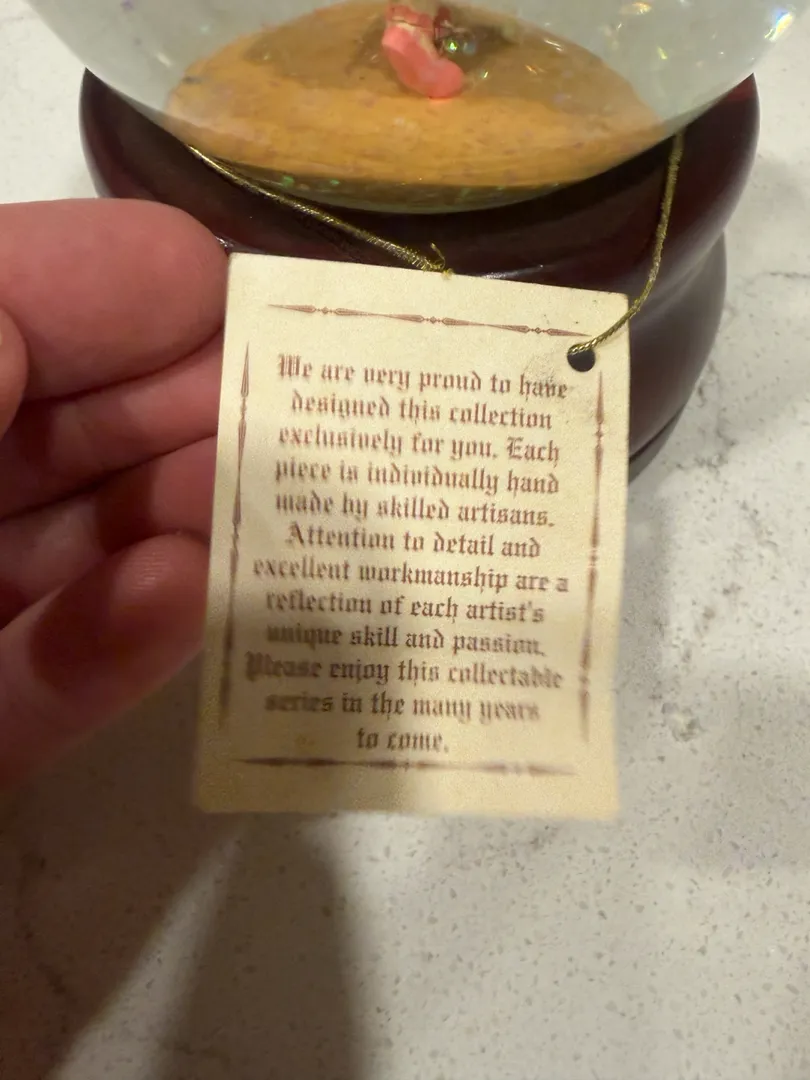 We are very proud to have
designed this collection
exclusively for you. Each
piece is individually hand
made by skilled artisans.
Attention to detail and
excellent workmanship are a
reflection of each artist's
unique skill and passion.
Please enjoy this collectable
series in the many years
to come.